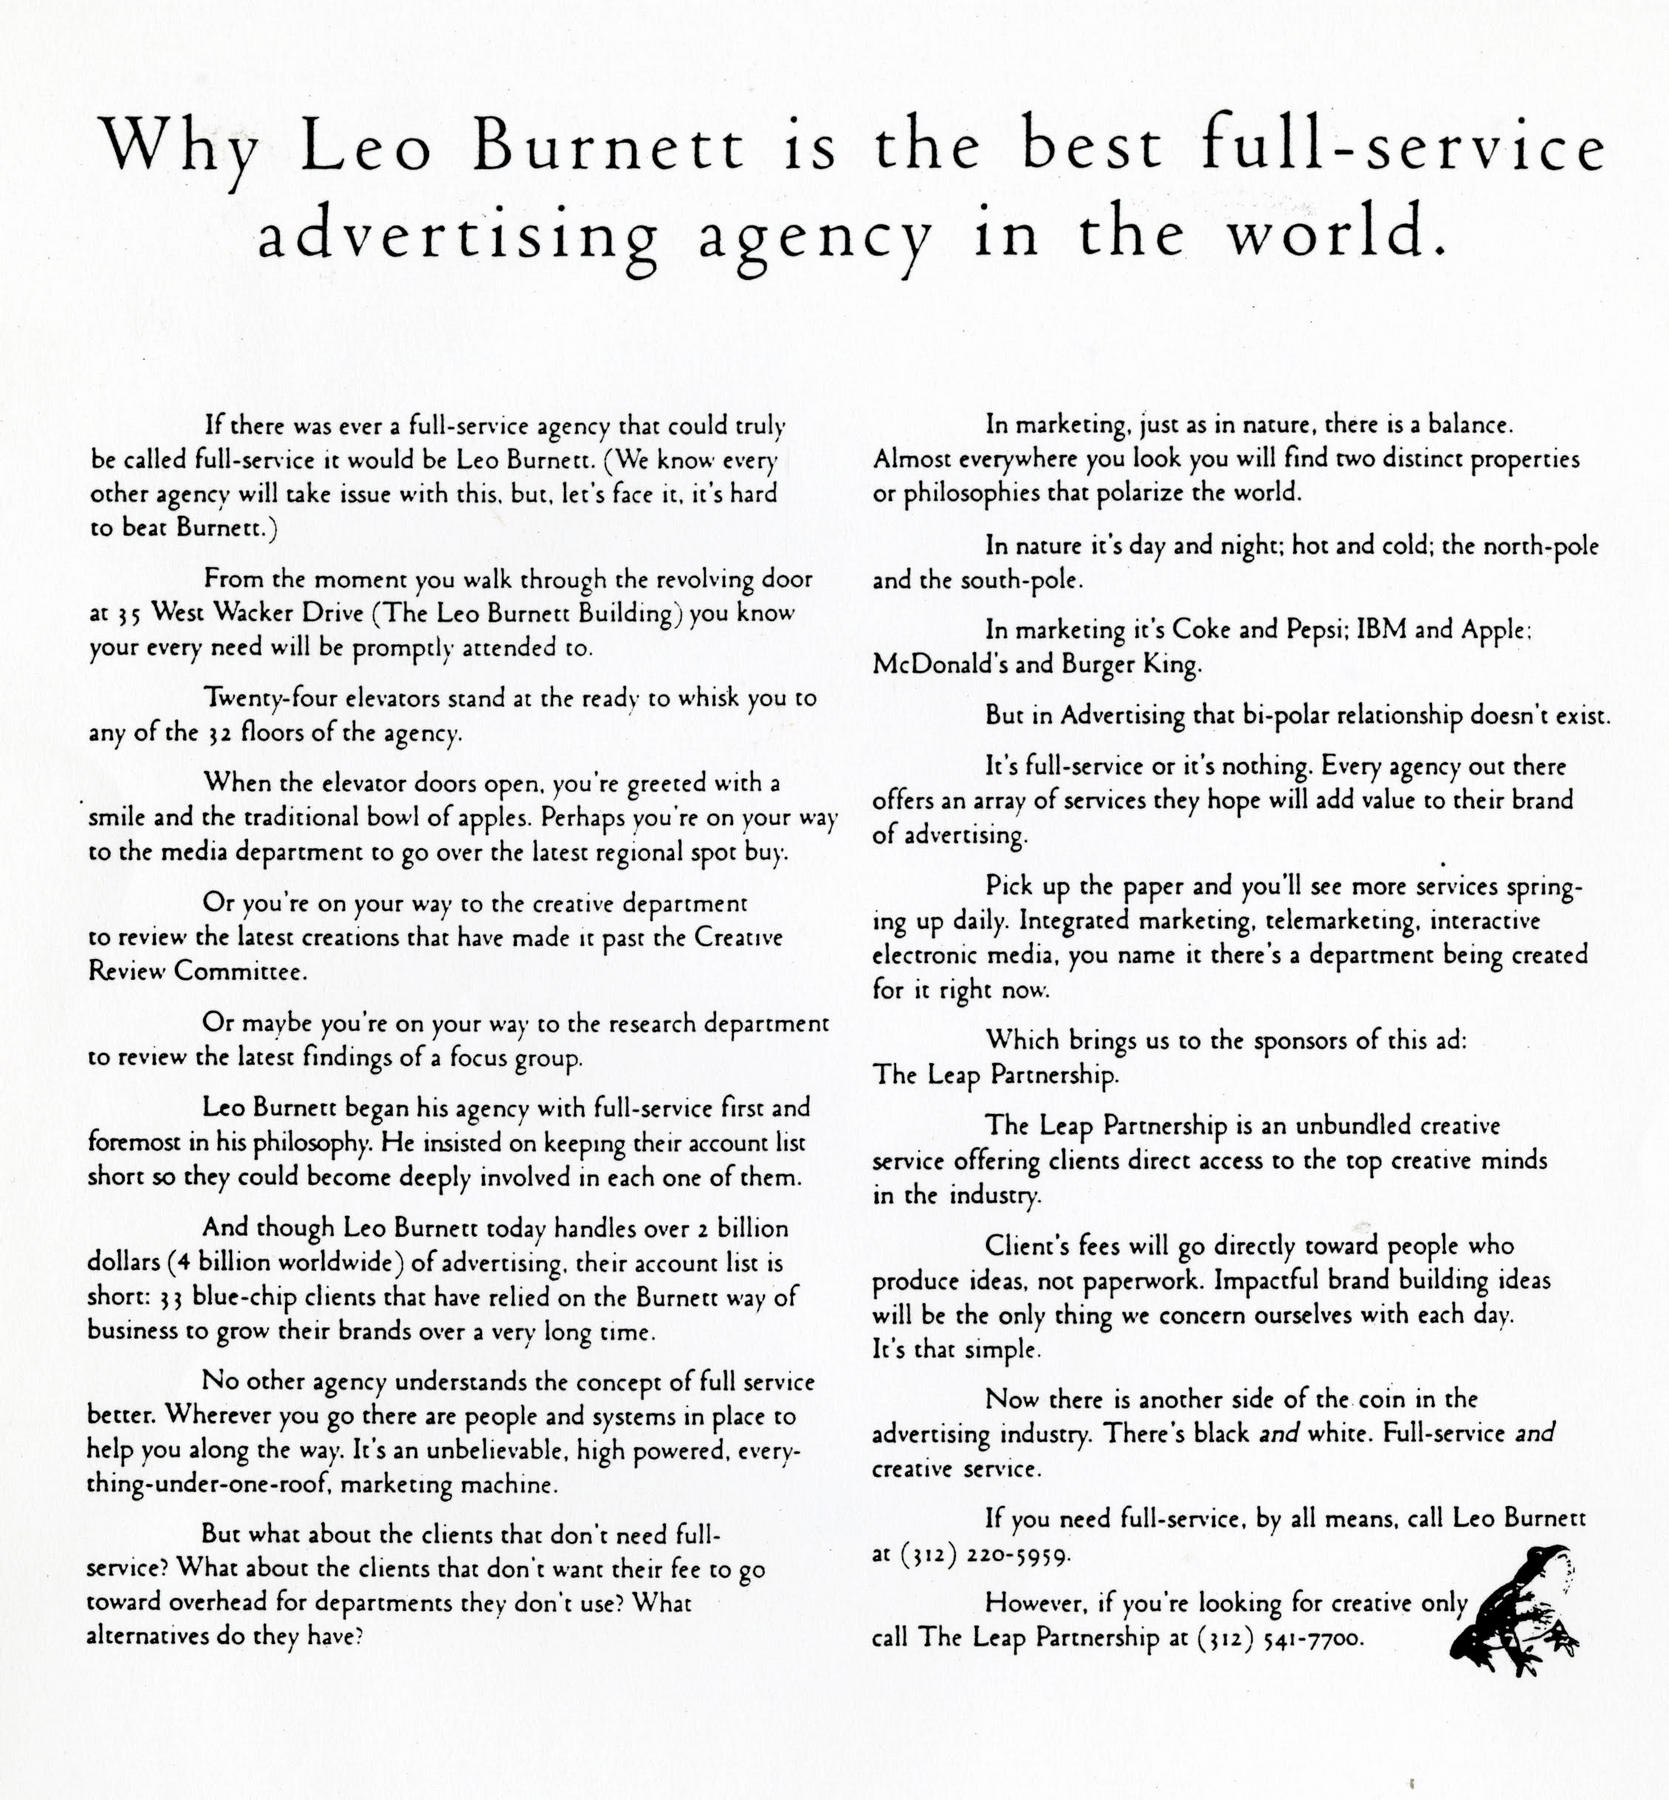 Why Leo Burnett is the best full-service
advertising agency in the world.
If there was ever a full-service agency that could truly
be called full-service it would be Leo Burnett. (We know every
other agency will take issue with this, but, let's face it, it's hard
to beat Burnett.)
From the moment you walk through the revolving door
at 35 West Wacker Drive (The Leo Burnett Building) you know
your every need will be promptly attended to.
Twenty-four elevators stand at the ready to whisk you to
any of the 32 floors of the agency.
When the elevator doors open, you're greeted with a
smile and the traditional bowl of apples. Perhaps you're on your way
to the media department to go over the latest regional spot buy.
Or you're on your way to the creative department
to review the latest creations that have made it past the Creative
Review Committee.
Or maybe you're on your way to the research department
to review the latest findings of a focus group.
Leo Burnett began his agency with full-service first and
foremost in his philosophy. He insisted on keeping their account list
short so they could become deeply involved in each one of them.
And though Leo Burnett today handles over 2 billion
dollars (4 billion worldwide) of advertising, their account list is
short: 33 blue-chip clients that have relied on the Burnett way of
business to grow their brands over a very long time.
No other agency understands the concept of full service
better. Wherever you go there are people and systems in place to
help you along the way. It's an unbelievable, high powered, every-
thing-under-one-roof, marketing machine.
But what about the clients that don't need full-
service? What about the clients that don't want their fee to go
toward overhead for departments they don't use? What
alternatives do they have?
In marketing, just as in nature, there is a balance.
Almost everywhere you look you will find two distinct properties
or philosophies that polarize the world.
In nature it's day and night; hot and cold; the north-pole
and the south-pole.
In marketing it's Coke and Pepsi; IBM and Apple;
McDonald's and Burger King.
But in Advertising that bi-polar relationship doesn't exist.
It's full-service or it's nothing. Every agency out there
offers an array of services they hope will add value to their brand
of advertising.
Pick up the paper and you'll see more services spring-
ing up daily. Integrated marketing, telemarketing, interactive
electronic media, you name it there's a department being created
for it right now.
Which brings us to the sponsors of this ad:
The Leap Partnership.
The Leap Partnership is an unbundled creative
service offering clients direct access to the top creative minds
in the industry.
Client's fees will go directly toward people who
produce ideas, not paperwork. Impactful brand building ideas
will be the only thing we concern ourselves with each day.
It's that simple.
Now there is another side of the coin in the
advertising industry. There's black and white. Full-service and
creative service.
If you need full-service, by all means, call Leo Burnett
at (312) 220-5959.
However, if you're looking for creative only
call The Leap Partnership at (312) 541-7700.